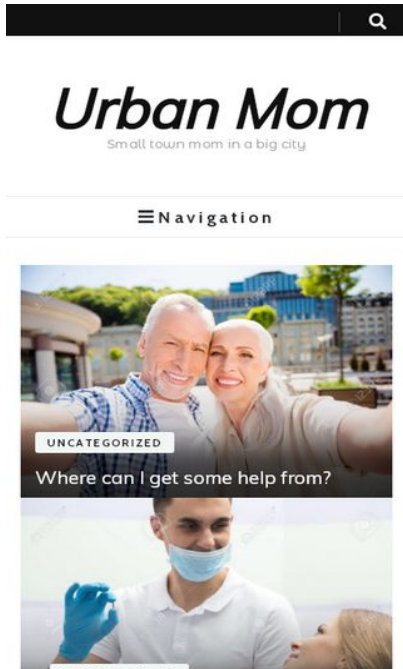 Urban Mom
Small town mom in a big city
Navigation
UNCATEGORIZED
Where can I get some help from?